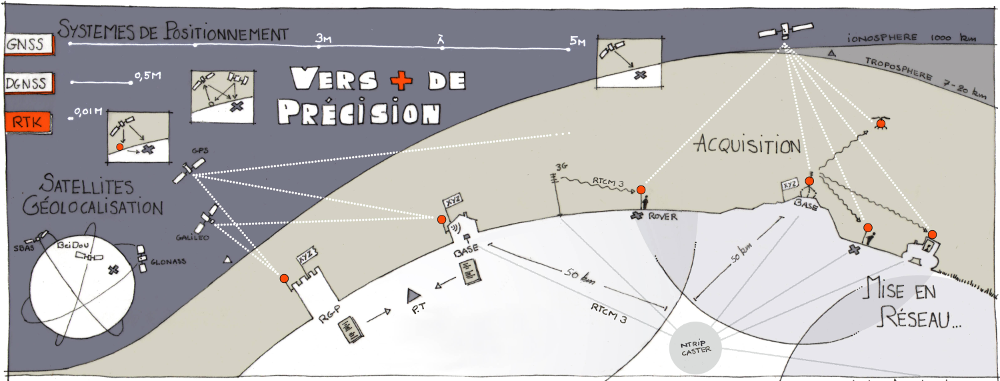 SYSTEMES DE POSITIONNEMENT
GNSS
3M
5M
DGNSS
0,5M
RTK
0,01M
VERS + DE
PRÉCISION
IONOSPHERE 1000 km
TROPOSPHERE 7-20 km
ACQUISITION
GPS
GALILEO
SATELLITES
GÉOLOCALISATION
SBAS
BEIDOU
GLONASS
XYZ
RGP
P.T
XYZ
BASE
50 km
RTCM 3
3G
RTCM 3
ROVER
XYZ
BASE
50 km
NTRIP
CASTER
MISE EN
RÉSEAU...